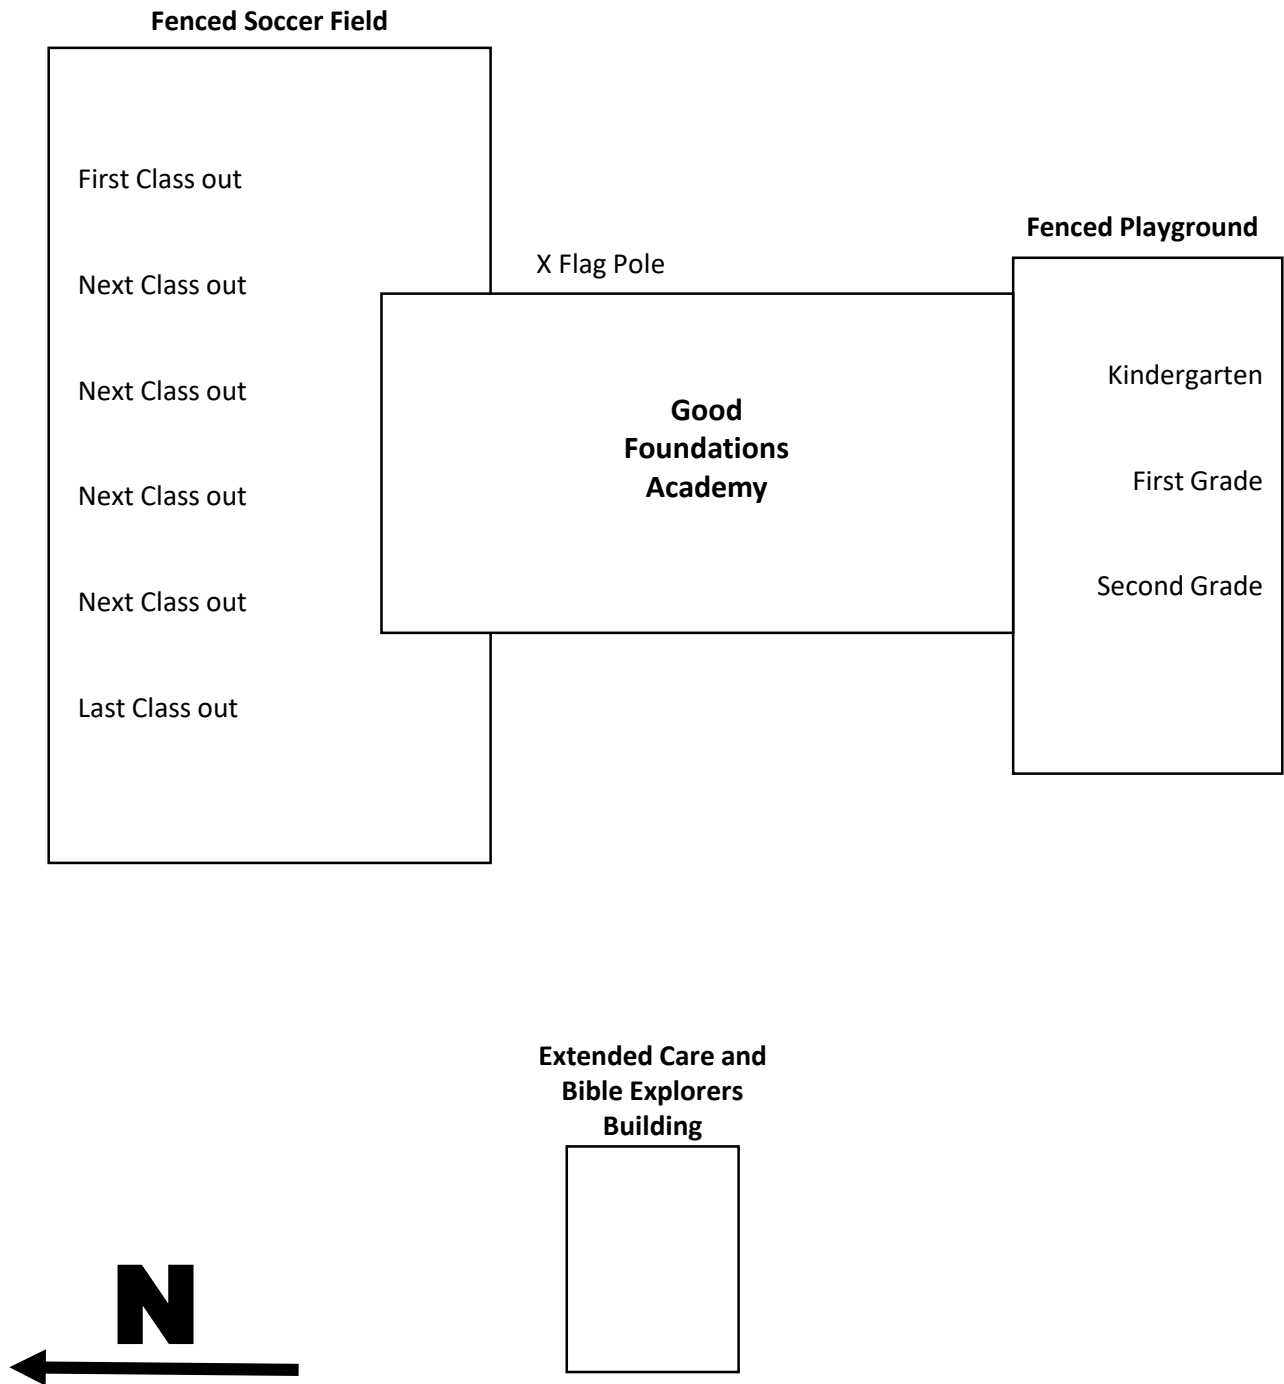 Fenced Soccer Field
First Class out
Fenced Playground
X Flag Pole
Next Class out
Kindergarten
Next Class out
Good
Foundations
Academy
First Grade
Next Class out
Second Grade
Next Class out
Last Class out
Extended Care and
Bible Explorers
Building
N